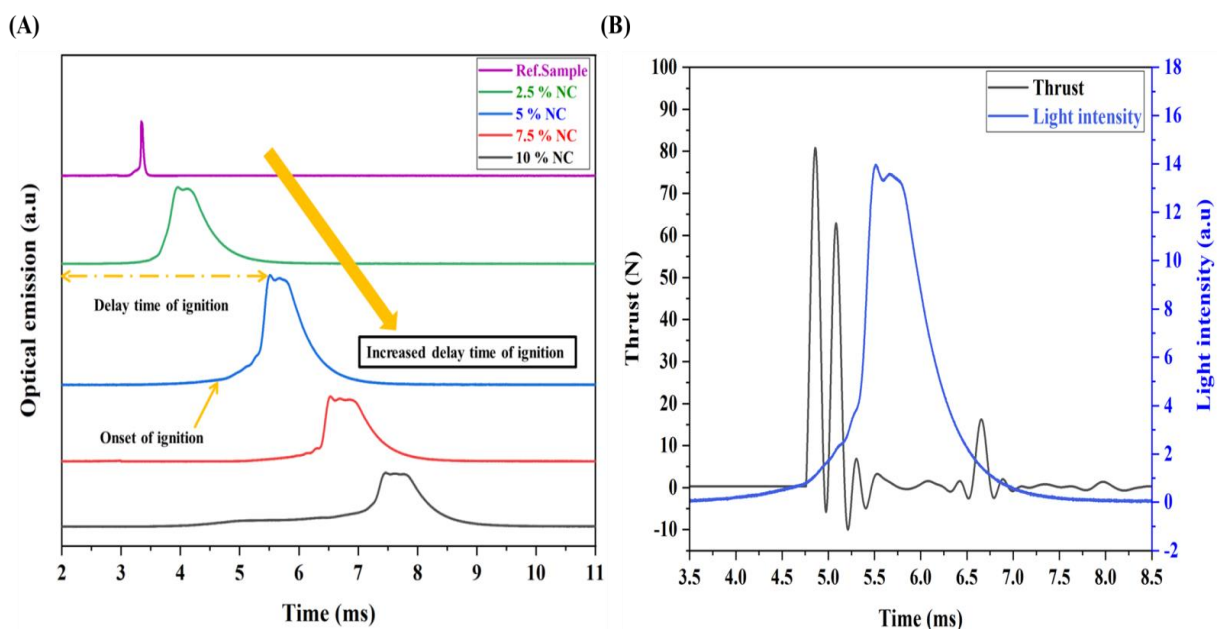 (A)
Optical emission (a.u)
Ref.Sample
2.5 % NC
5 % NC
7.5 % NC
10 % NC
Delay time of ignition
Increased delay time of ignition
Onset of ignition
2 3 4 5 6 7 8 9 10 11
Time (ms)
(B)
Thrust (N)
100
90
80
70
60
50
40
30
20
10
0
-10
Thrust
Light intensity
18
16
14
12
10
8
6
4
2
0
-2
Light intensity (a.u)
3.5 4.0 4.5 5.0 5.5 6.0 6.5 7.0 7.5 8.0 8.5
Time (ms)